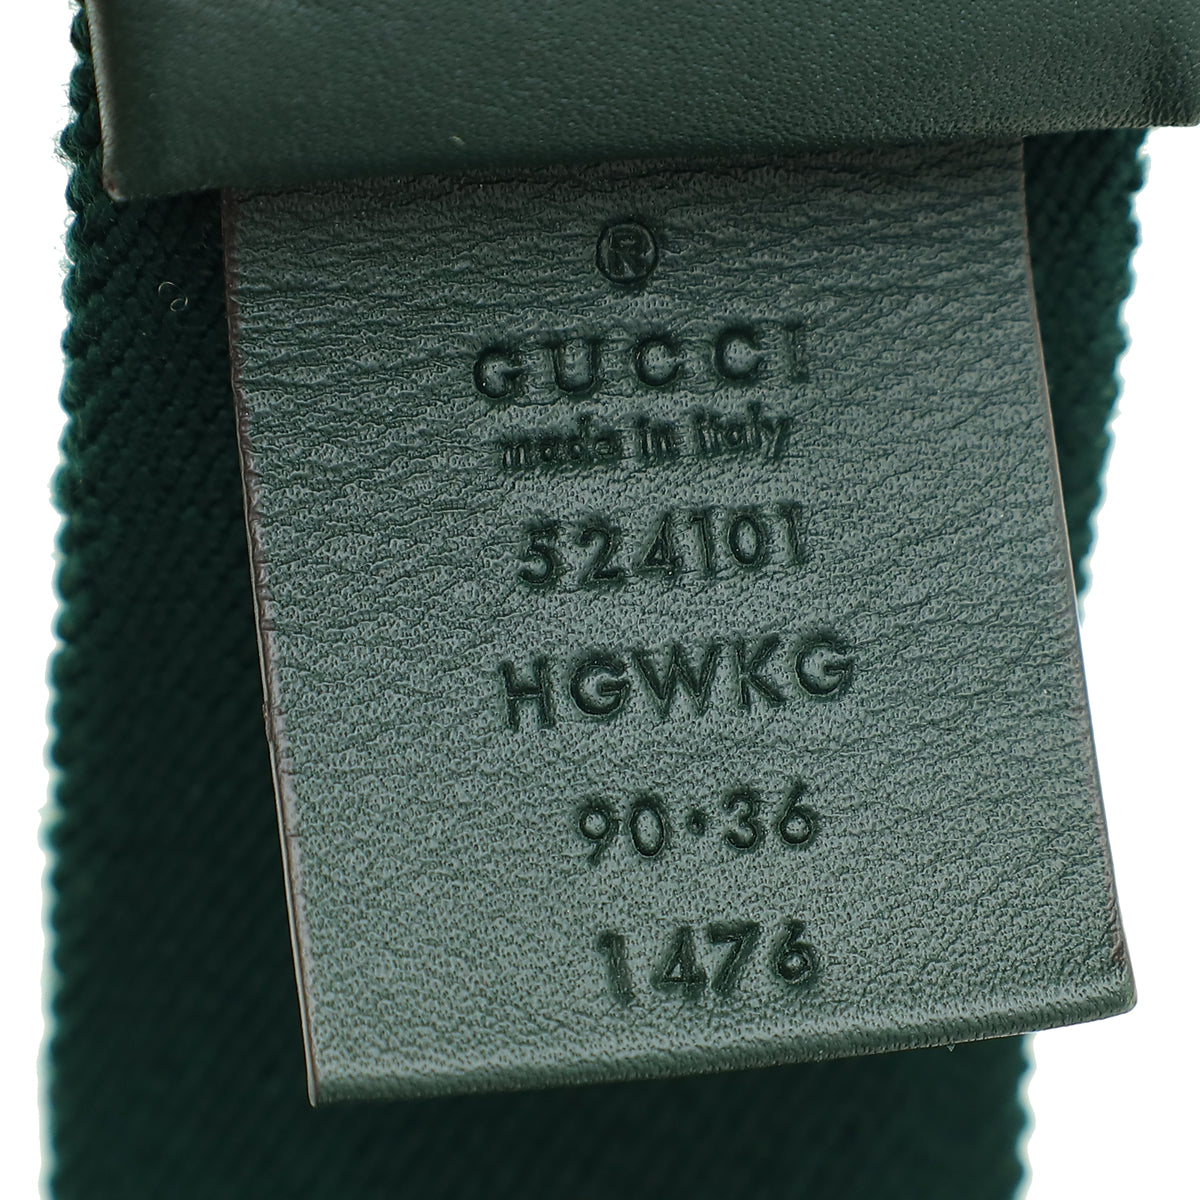 ®
GUCCI
made in italy
524101
HGWKG
90·36
1476